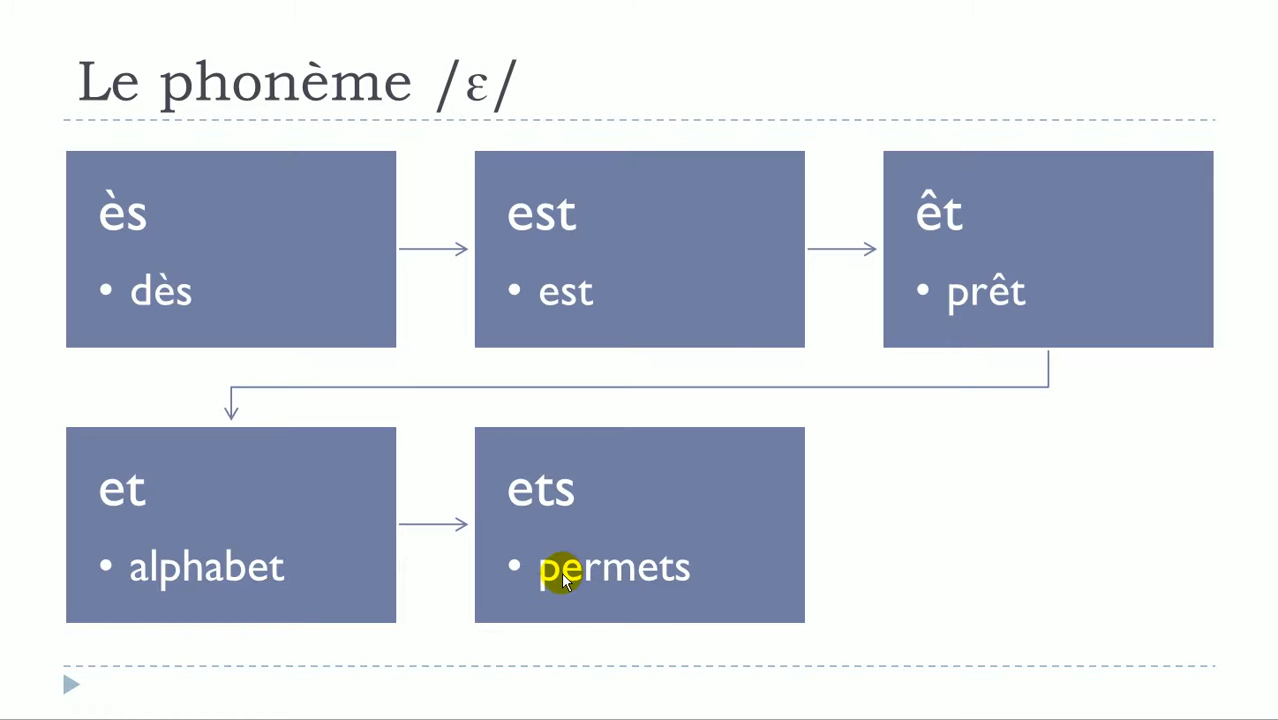 Le phonème /ε/
ès
• dès
est
• est
êt
• prêt
et
• alphabet
ets
• permets